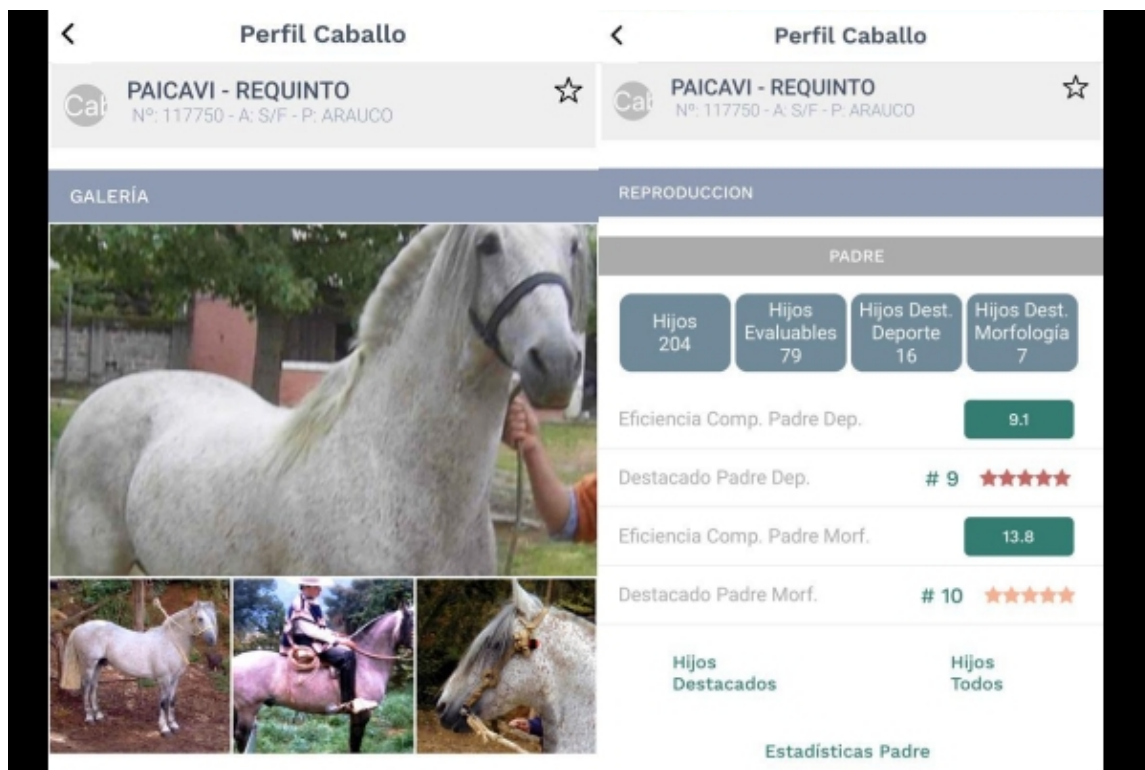 Perfil Caballo
Cal
PAICAVI - REQUINTO
Nº: 117750 - A: S/F - P: ARAUCO
GALERÍA
Perfil Caballo
Cal
PAICAVI - REQUINTO
Nº: 117750 - A: S/F - P: ARAUCO
REPRODUCCION
PADRE
Hijos
204
Hijos
Evaluables
79
Hijos Dest.
Deporte
16
Hijos Dest.
Morfología
7
Eficiencia Comp. Padre Dep. 9.1
Destacado Padre Dep. # 9
Eficiencia Comp. Padre Morf. 13.8
Destacado Padre Morf. # 10
Hijos
Destacados
Hijos
Todos
Estadísticas Padre